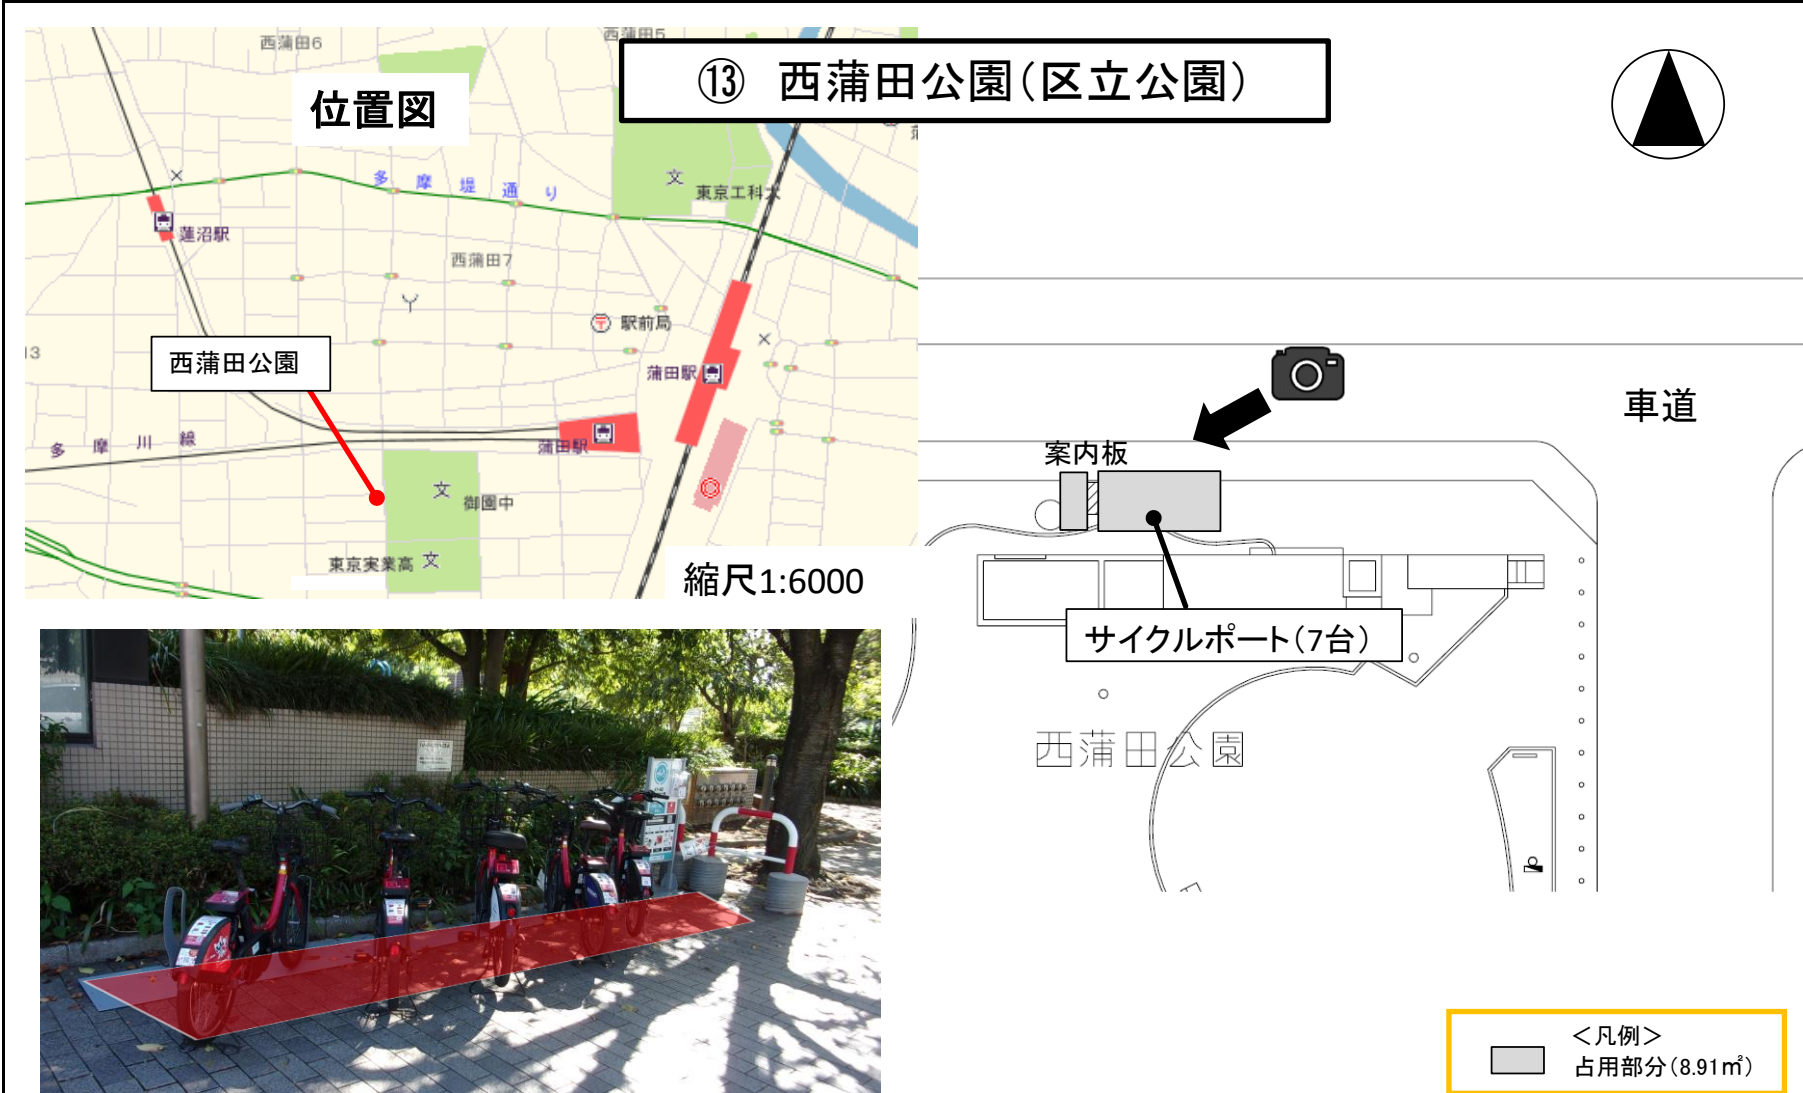 ⑬ 西蒲田公園(区立公園)
位置図
西蒲田6
西蒲田5
多摩堤通り
文
東京工科大
蓮沼駅
西蒲田7
駅前局
13
西蒲田公園
蒲田駅
多摩川線
蒲田駅
文
御園中
東京実業高
文
縮尺1:6000
車道
案内板
サイクルポート(7台)
西蒲田公園
<凡例>
占用部分(8.91㎡)